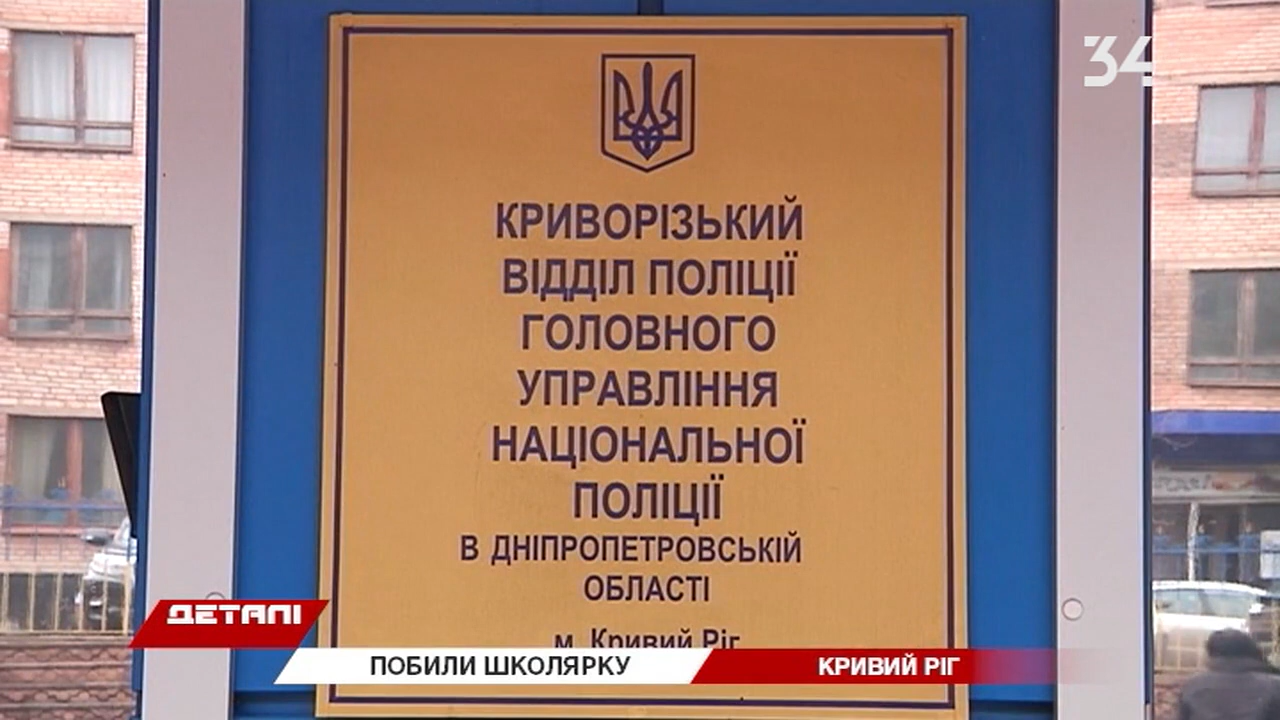 34
КРИВОРІЗЬКИЙ
ВІДДІЛ ПОЛІЦІЇ
ГОЛОВНОГО
УПРАВЛІННЯ
НАЦІОНАЛЬНОЇ
ПОЛІЦІЇ
В ДНІПРОПЕТРОВСЬКІЙ
ОБЛАСТІ
м. Кривий Ріг
ДЕТАЛІ
ПОБИЛИ ШКОЛЯРКУ
КРИВИЙ РІГ